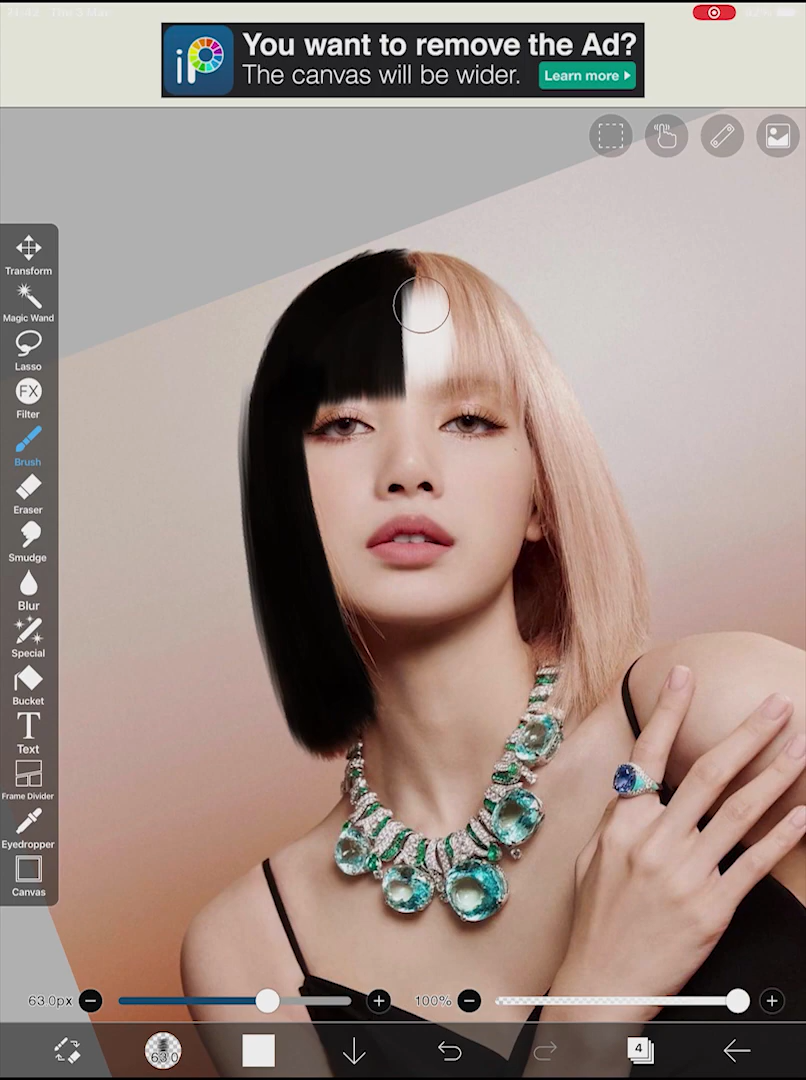 iP
You want to remove the Ad?
The canvas will be wider.
Learn more
Transform
Magic Wand
Lasso
FX
Filter
Brush
Eraser
Smudge
Blur
Special
Bucket
T
Text
Frame Divider
Eyedropper
Canvas
63.0px
100%
63.0
4